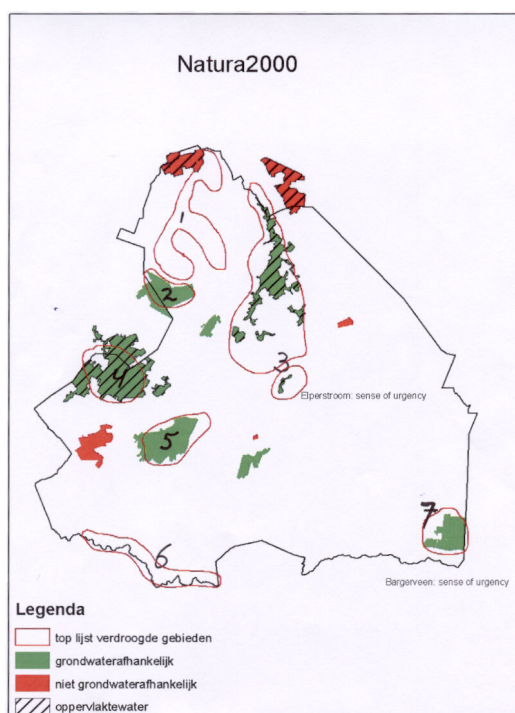 Natura2000
1
2
3
4
Elperstroom: sense of urgency
5
7
6
Bargerveen: sense of urgency
Legenda
top lijst verdroogde gebieden
grondwaterafhankelijk
niet grondwaterafhankelijk
oppervlaktewater